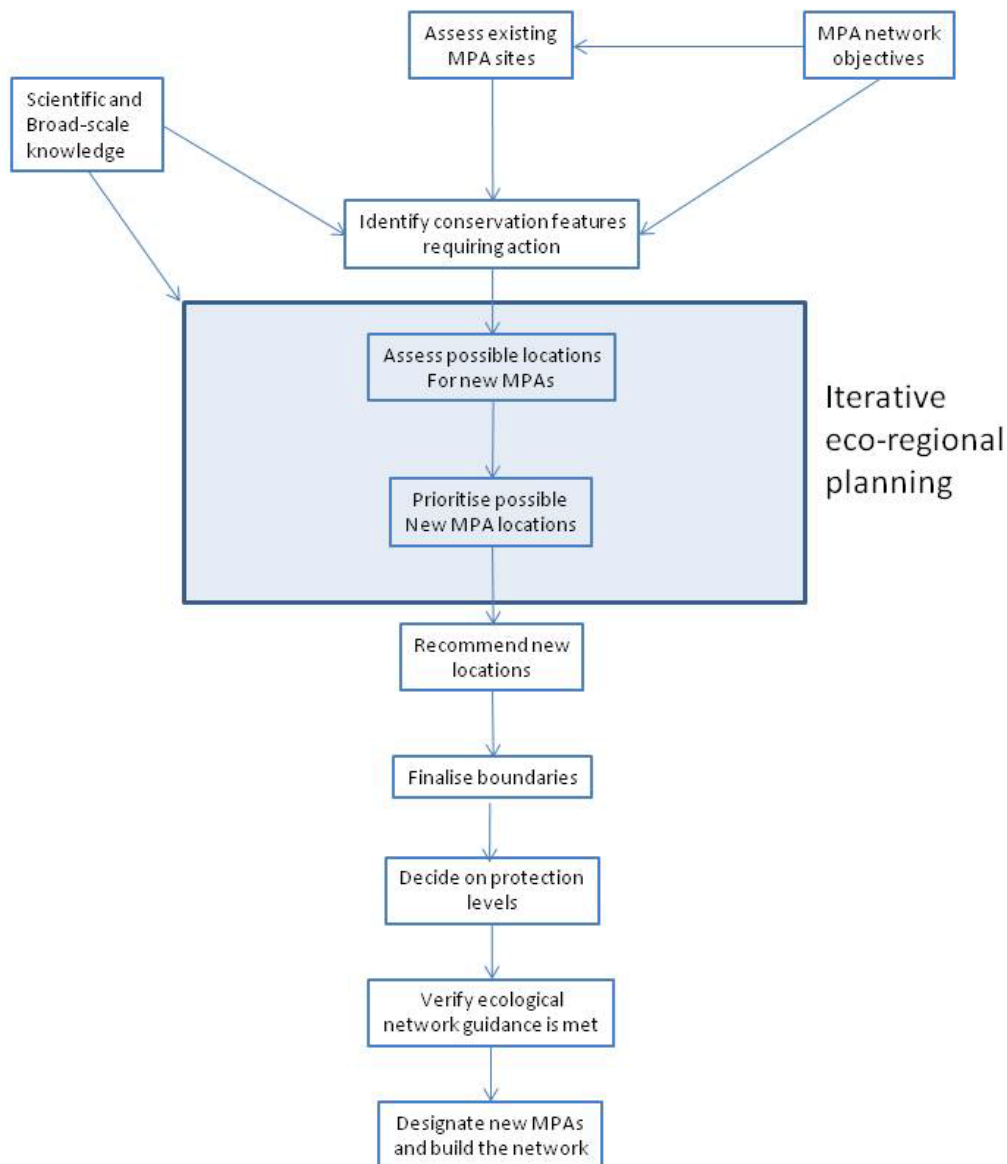 Assess existing
MPA sites
MPA network
objectives
Scientific and
Broad-scale
knowledge
Identify conservation features
requiring action
Assess possible locations
For new MPAs
Iterative
eco-regional
planning
Prioritise possible
New MPA locations
Recommend new
locations
Finalise boundaries
Decide on protection
levels
Verify ecological
network guidance is met
Designate new MPAs
and build the network